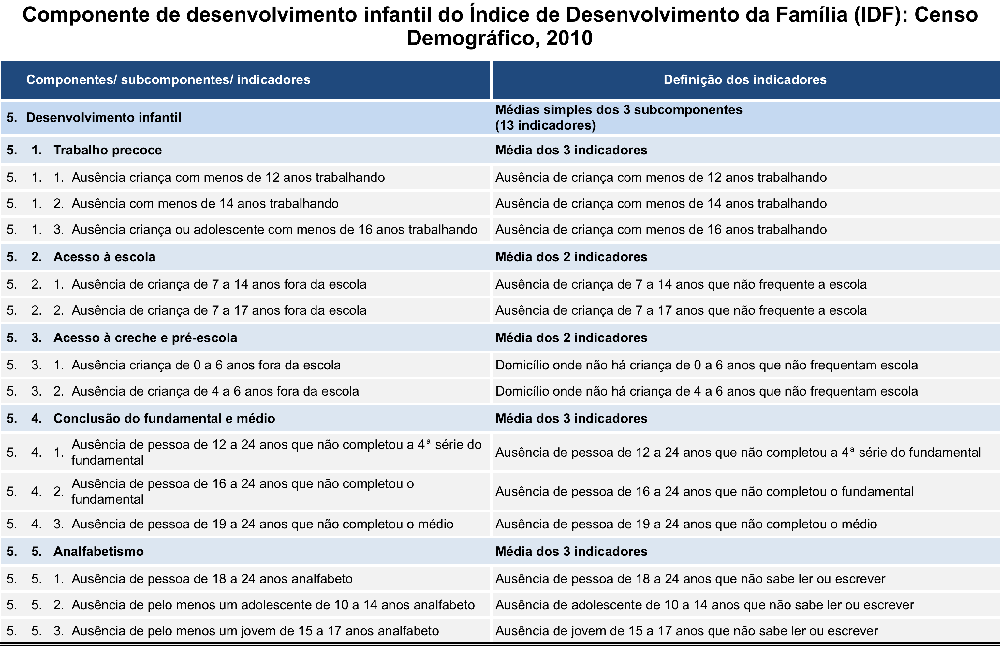 Componente de desenvolvimento infantil do Índice de Desenvolvimento da Família (IDF): Censo
Demográfico, 2010
Componentes/ subcomponentes/ indicadores Definição dos indicadores
5. Desenvolvimento infantil Médias simples dos 3 subcomponentes
(13 indicadores)
5. 1. Trabalho precoce Média dos 3 indicadores
5. 1. 1. Ausência criança com menos de 12 anos trabalhando Ausência de criança com menos de 12 anos trabalhando
5. 1. 2. Ausência com menos de 14 anos trabalhando Ausência de criança com menos de 14 anos trabalhando
5. 1. 3. Ausência criança ou adolescente com menos de 16 anos trabalhando Ausência de criança com menos de 16 anos trabalhando
5. 2. Acesso à escola Média dos 2 indicadores
5. 2. 1. Ausência de criança de 7 a 14 anos fora da escola Ausência de criança de 7 a 14 anos que não frequente a escola
5. 2. 2. Ausência de criança de 7 a 17 anos fora da escola Ausência de criança de 7 a 17 anos que não frequente a escola
5. 3. Acesso à creche e pré-escola Média dos 2 indicadores
5. 3. 1. Ausência criança de 0 a 6 anos fora da escola Domicílio onde não há criança de 0 a 6 anos que não frequentam escola
5. 3. 2. Ausência de criança de 4 a 6 anos fora da escola Domicílio onde não há criança de 4 a 6 anos que não frequentam escola
5. 4. Conclusão do fundamental e médio Média dos 3 indicadores
5. 4. 1. Ausência de pessoa de 12 a 24 anos que não completou a 4ª série do
fundamental Ausência de pessoa de 12 a 24 anos que não completou a 4ª série do fundamental
5. 4. 2. Ausência de pessoa de 16 a 24 anos que não completou o
fundamental Ausência de pessoa de 16 a 24 anos que não completou o fundamental
5. 4. 3. Ausência de pessoa de 19 a 24 anos que não completou o médio Ausência de pessoa de 19 a 24 anos que não completou o médio
5. 5. Analfabetismo Média dos 3 indicadores
5. 5. 1. Ausência de pessoa de 18 a 24 anos analfabeto Ausência de pessoa de 18 a 24 anos que não sabe ler ou escrever
5. 5. 2. Ausência de pelo menos um adolescente de 10 a 14 anos analfabeto Ausência de adolescente de 10 a 14 anos que não sabe ler ou escrever
5. 5. 3. Ausência de pelo menos um jovem de 15 a 17 anos analfabeto Ausência de jovem de 15 a 17 anos que não sabe ler ou escrever